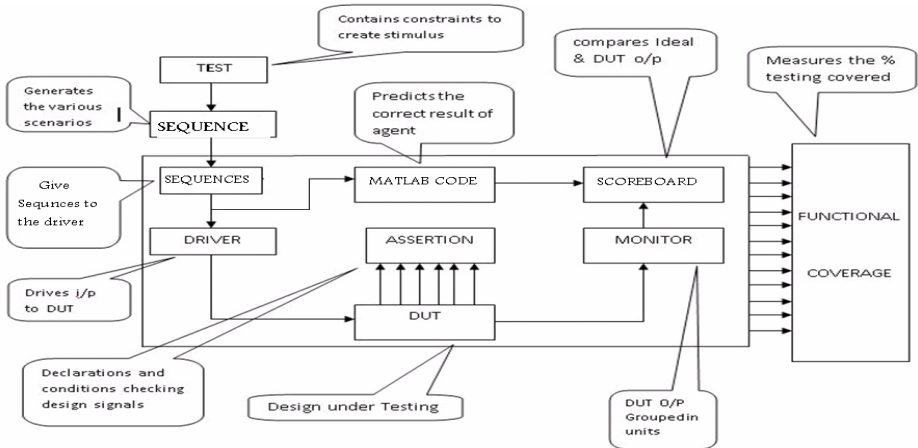 Contains constraints to
create stimulus
TEST
compares Ideal
& DUT o/p
Measures the %
testing covered
Generates
the various
scenarios
SEQUENCE
Predicts the
correct result of
agent
Give
Sequnces to
the driver
SEQUENCES
MATLAB CODE
SCOREBOARD
FUNCTIONAL
COVERAGE
DRIVER
ASSERTION
MONITOR
Drives i/p
to DUT
DUT
Declarations and
conditions checking
design signals
Design under Testing
DUT O/P
Groupedin
units